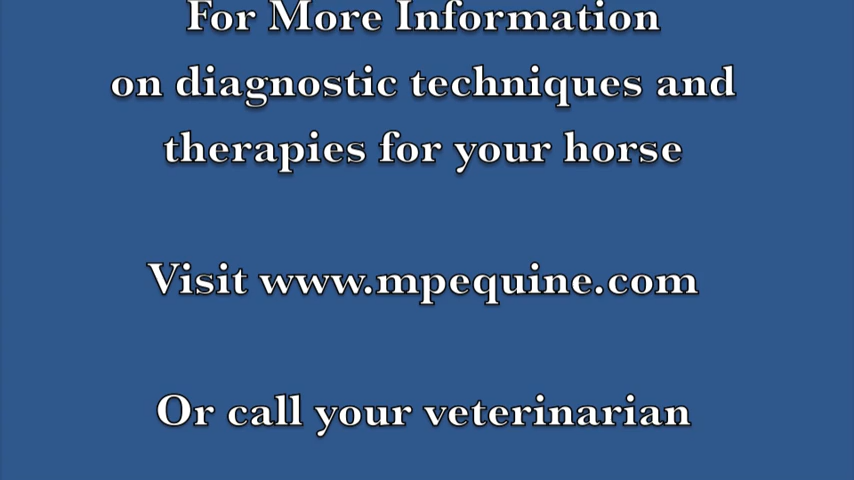 For More Information
on diagnostic techniques and
therapies for your horse
Visit www.mpequine.com
Or call your veterinarian